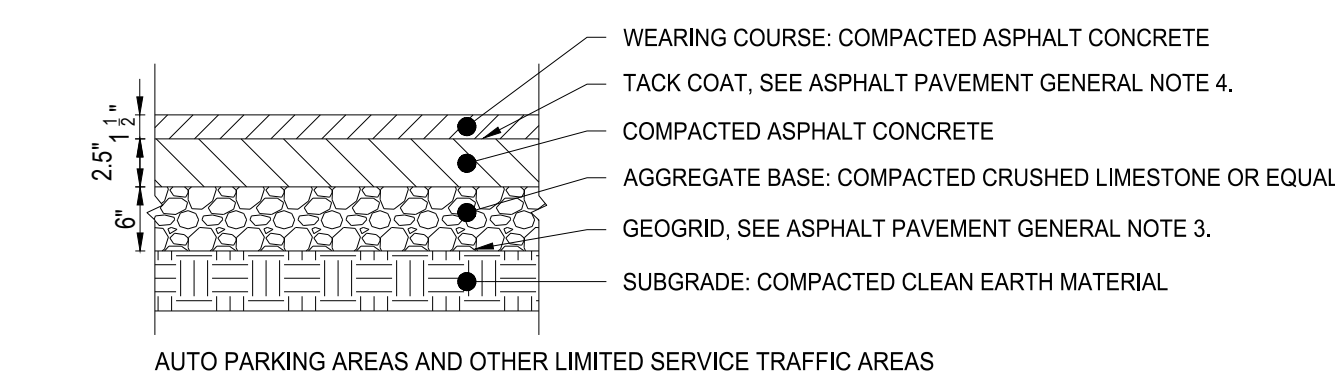 WEARING COURSE: COMPACTED ASPHALT CONCRETE
TACK COAT, SEE ASPHALT PAVEMENT GENERAL NOTE 4.
COMPACTED ASPHALT CONCRETE
AGGREGATE BASE: COMPACTED CRUSHED LIMESTONE OR EQUAL
GEOGRID, SEE ASPHALT PAVEMENT GENERAL NOTE 3.
SUBGRADE: COMPACTED CLEAN EARTH MATERIAL
1 1/2"
2.5"
6"
AUTO PARKING AREAS AND OTHER LIMITED SERVICE TRAFFIC AREAS